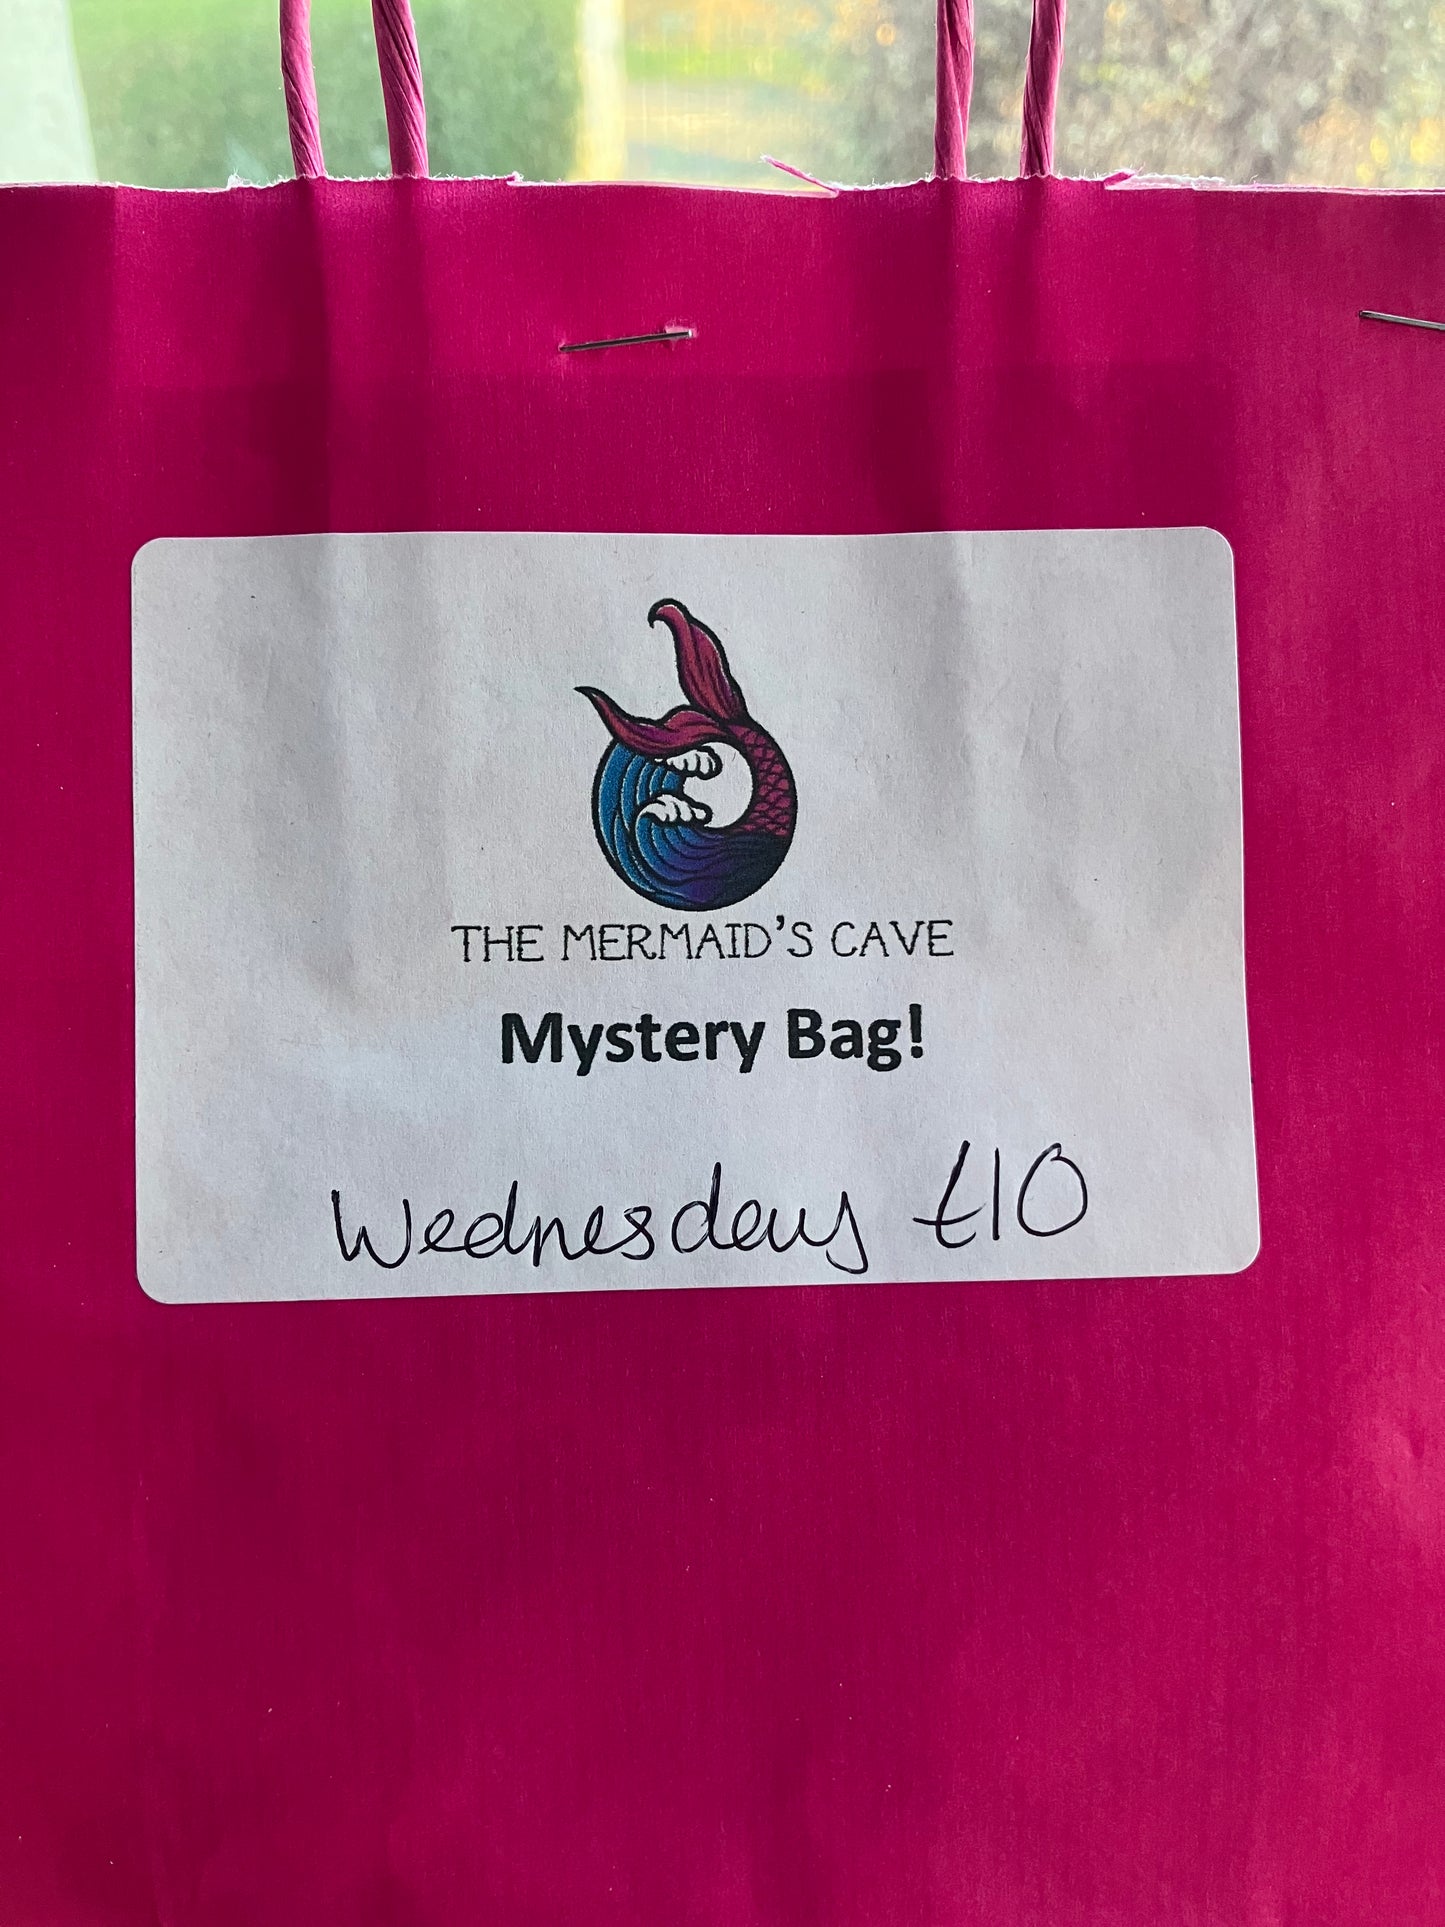 THE MERMAID'S CAVE
Mystery Bag!
Wednesday £10